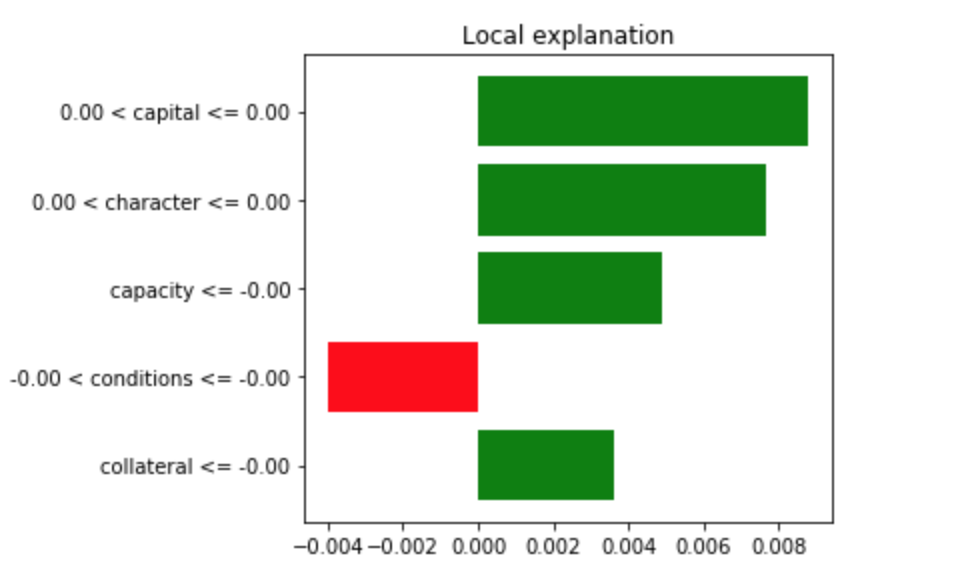 Local explanation
0.00 < capital <= 0.00
0.00 < character <= 0.00
capacity <= -0.00
-0.00 < conditions <= -0.00
collateral <= -0.00
−0.004 −0.002 0.000 0.002 0.004 0.006 0.008